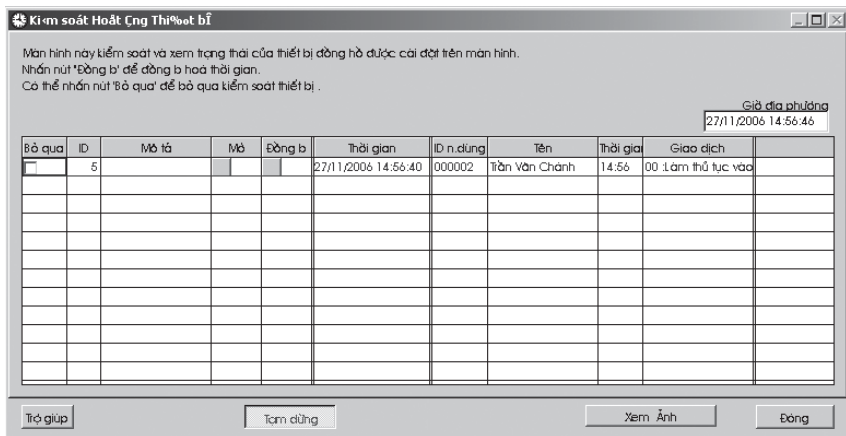 Ki‹m soát Hoåt Çng Thi‰t bÎ
Màn hình này kiểm soát và xem trạng thái của thiết bị đồng hồ được cài đặt trên màn hình.
Nhấn nút "Đồng b' để đồng b hoá thời gian.
Có thể nhấn nút 'Bỏ qua' để bỏ qua kiểm soát thiết bị .
Giờ địa phương
27/11/2006 14:56:46
Bỏ qua ID Mô tả Mở Đồng b Thời gian ID n.dùng Tên Thời gia Giao dịch
5 27/11/2006 14:56:40 000002 Trần Văn Chánh 14:56 00 :Làm thủ tục vào
Trợ giúp Tạm dừng Xem Ảnh Đóng